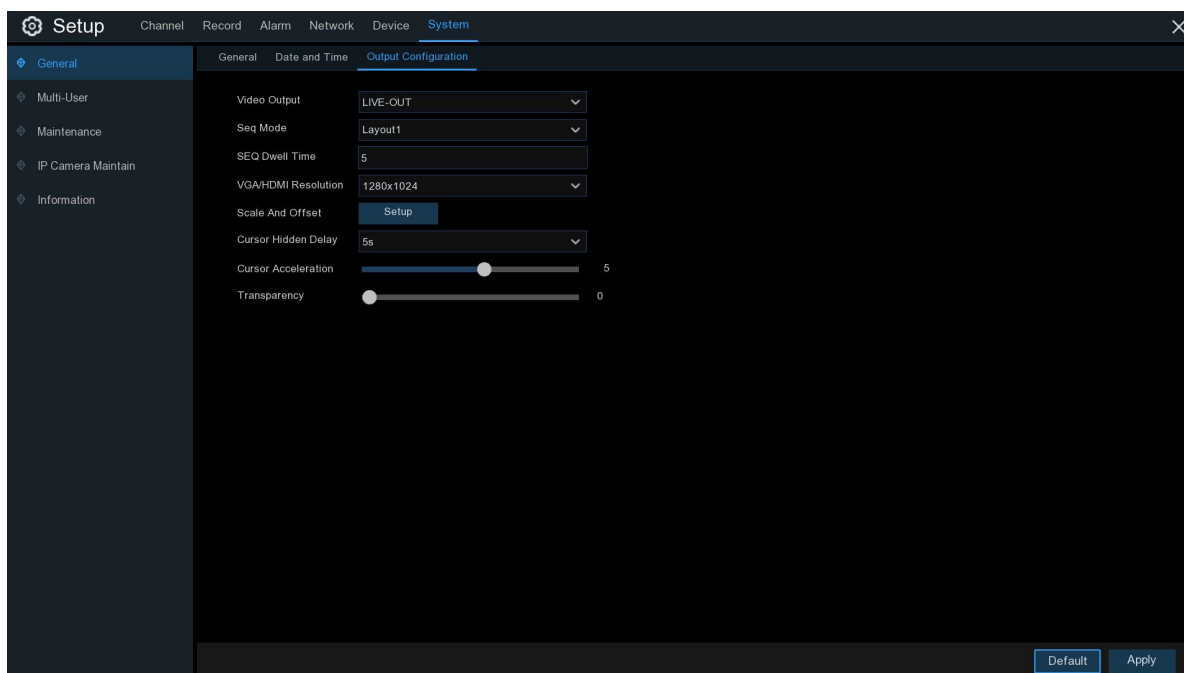 Setup Channel Record Alarm Network Device System
General
Multi-User
Maintenance
IP Camera Maintain
Information
General Date and Time Output Configuration
Video Output LIVE-OUT
Seq Mode Layout1
SEQ Dwell Time 5
VGA/HDMI Resolution 1280x1024
Scale And Offset Setup
Cursor Hidden Delay 5s
Cursor Acceleration 5
Transparency 0
Default Apply